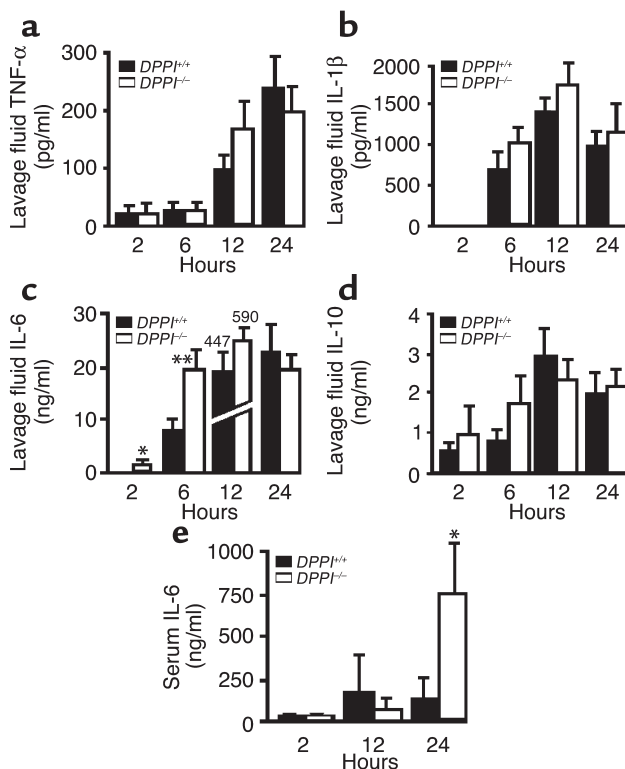 a
Lavage fluid TNF-α
(pg/ml)
300
200
100
0
DPPI+/+
DPPI–/–
2 6 12 24
Hours
b
Lavage fluid IL-1β
(pg/ml)
2000
1500
1000
500
0
DPPI+/+
DPPI–/–
2 6 12 24
Hours
c
Lavage fluid IL-6
(ng/ml)
30
20
10
0
DPPI+/+
DPPI–/–
*
**
447
590
2 6 12 24
Hours
d
Lavage fluid IL-10
(ng/ml)
4
3
2
1
0
DPPI+/+
DPPI–/–
2 6 12 24
Hours
e
Serum IL-6
(ng/ml)
1000
750
500
250
0
DPPI+/+
DPPI–/–
*
2 12 24
Hours